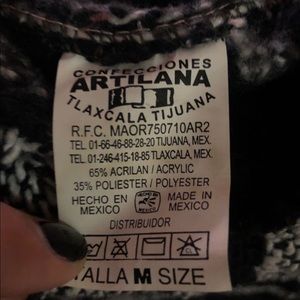 CONFECCIONES
ARTILANA
TLAXCALA TIJUANA
R.F.C. MAOR750710AR2
TEL. 01-66-46-88-28-20 TIJUANA, MEX.
TEL. 01-246-415-18-85 TLAXCALA, MEX.
65% ACRILAN / ACRYLIC
35% POLIESTER / POLYESTER
HECHO EN MEXICO
MADE IN MEXICO
DISTRIBUIDOR
CL
TALLA M SIZE